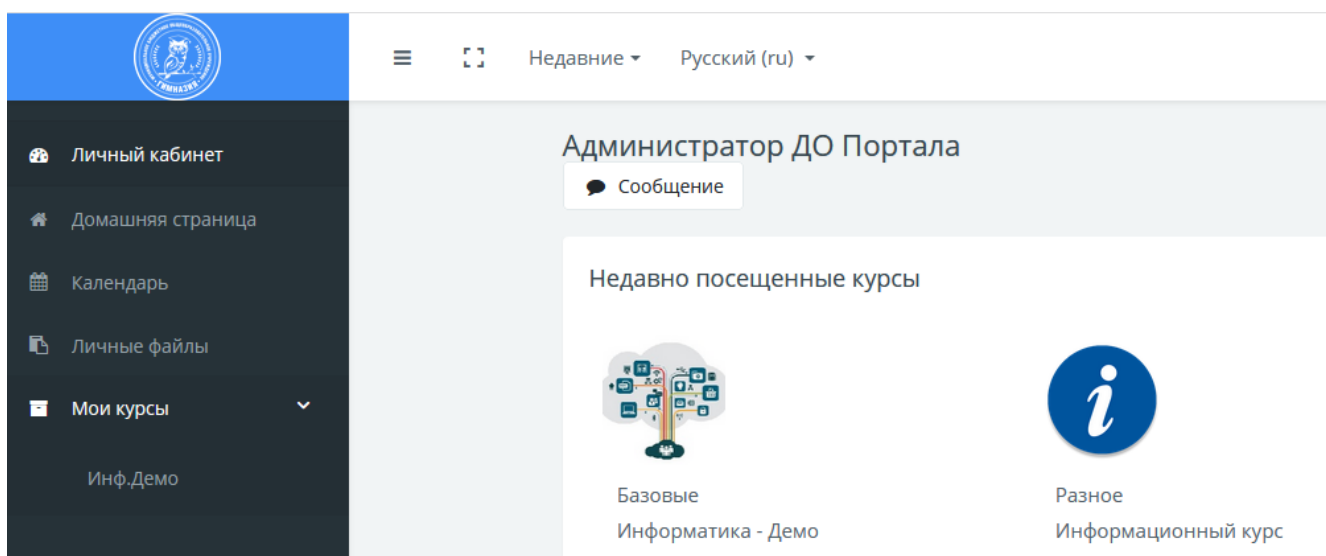 ГИМНАЗИЯ
Недавние
Русский (ru)
Личный кабинет
Домашняя страница
Календарь
Личные файлы
Мои курсы
Инф.Демо
Администратор ДО Портала
Сообщение
Недавно посещенные курсы
Базовые
Информатика - Демо
i
Разное
Информационный курс